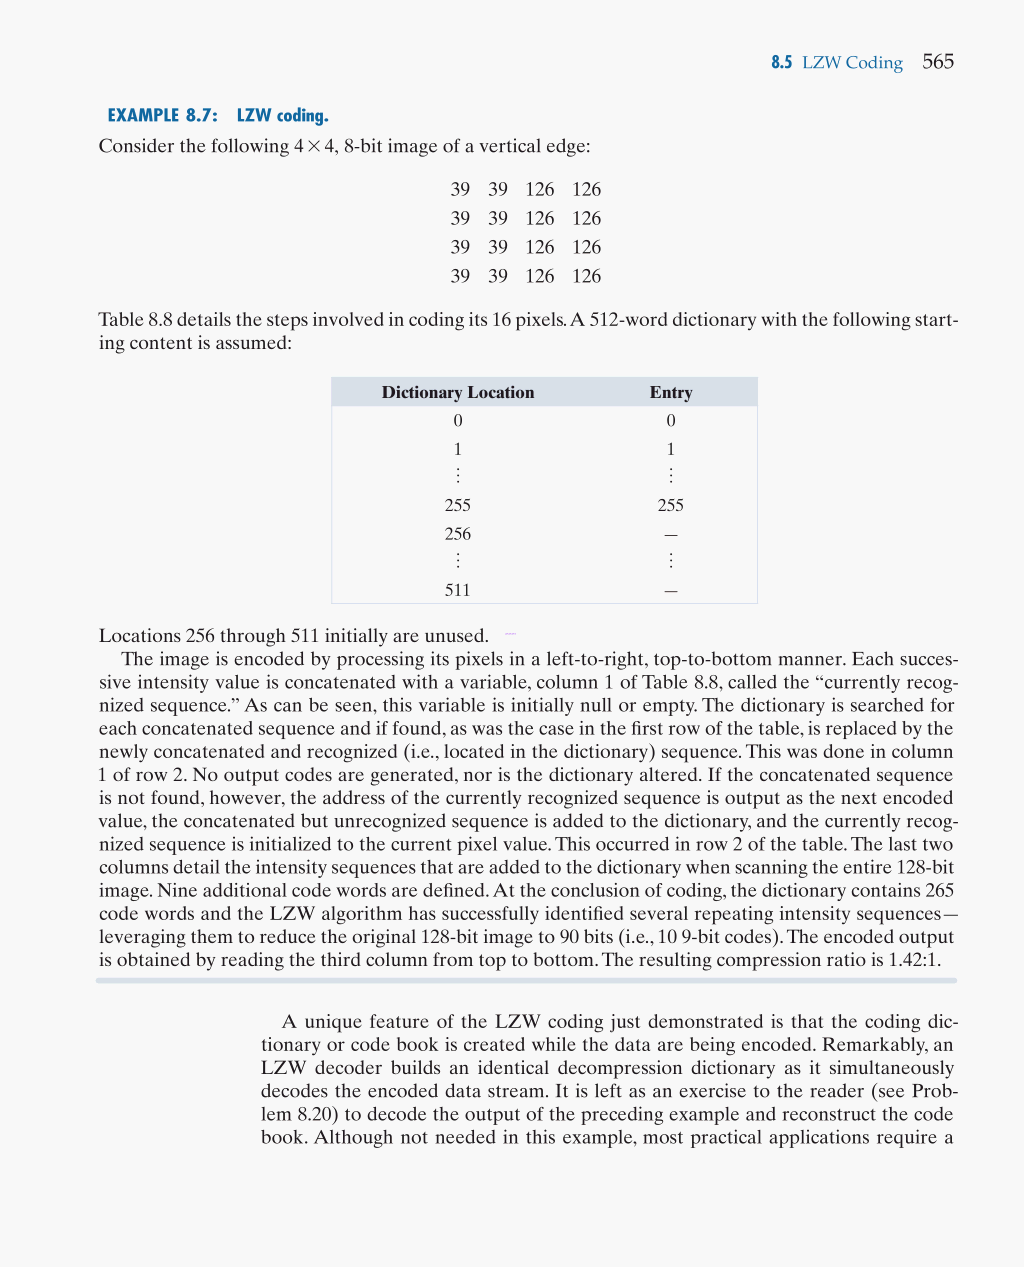 8.5 LZW Coding 565
EXAMPLE 8.7: LZW coding.
Consider the following 4 × 4, 8-bit image of a vertical edge:
39 39 126 126
39 39 126 126
39 39 126 126
39 39 126 126
Table 8.8 details the steps involved in coding its 16 pixels. A 512-word dictionary with the following start-
ing content is assumed:
Dictionary Location Entry
0 0
1 1
⋮ ⋮
255 255
256 —
⋮ ⋮
511 —
Locations 256 through 511 initially are unused.
The image is encoded by processing its pixels in a left-to-right, top-to-bottom manner. Each succes-
sive intensity value is concatenated with a variable, column 1 of Table 8.8, called the “currently recog-
nized sequence.” As can be seen, this variable is initially null or empty. The dictionary is searched for
each concatenated sequence and if found, as was the case in the first row of the table, is replaced by the
newly concatenated and recognized (i.e., located in the dictionary) sequence. This was done in column
1 of row 2. No output codes are generated, nor is the dictionary altered. If the concatenated sequence
is not found, however, the address of the currently recognized sequence is output as the next encoded
value, the concatenated but unrecognized sequence is added to the dictionary, and the currently recog-
nized sequence is initialized to the current pixel value. This occurred in row 2 of the table. The last two
columns detail the intensity sequences that are added to the dictionary when scanning the entire 128-bit
image. Nine additional code words are defined. At the conclusion of coding, the dictionary contains 265
code words and the LZW algorithm has successfully identified several repeating intensity sequences—
leveraging them to reduce the original 128-bit image to 90 bits (i.e., 10 9-bit codes). The encoded output
is obtained by reading the third column from top to bottom. The resulting compression ratio is 1.42:1.
A unique feature of the LZW coding just demonstrated is that the coding dic-
tionary or code book is created while the data are being encoded. Remarkably, an
LZW decoder builds an identical decompression dictionary as it simultaneously
decodes the encoded data stream. It is left as an exercise to the reader (see Prob-
lem 8.20) to decode the output of the preceding example and reconstruct the code
book. Although not needed in this example, most practical applications require a